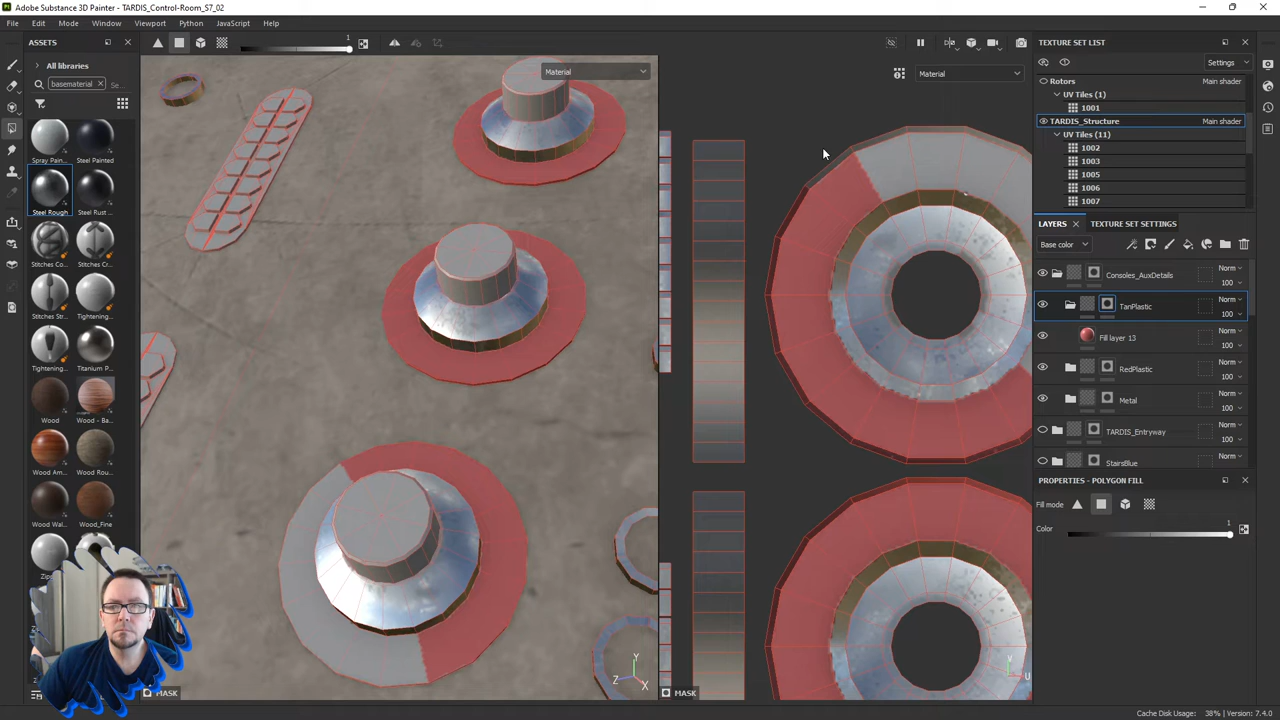 Adobe Substance 3D Painter - TARDIS_Control-Room_S7_02
File Edit Mode Window Viewport Python JavaScript Help
ASSETS
All libraries
basematerial
Se...
Spray Pain...
Steel Painted
Steel Rough
Steel Rust ...
Stitches Co...
Stitches Cr...
Stitches Str...
Tightening...
Tightening...
Titanium P...
Wood
Wood - Ba...
Wood Am...
Wood Rou...
Wood Wal...
Wood_Fine
1
Material
Material
MASK
MASK
Y
Z
X
U
TEXTURE SET LIST
Settings
Rotors Main shader
UV Tiles (1)
1001
TARDIS_Structure Main shader
UV Tiles (11)
1002
1003
1005
1006
1007
LAYERS TEXTURE SET SETTINGS
Base color
Consoles_AuxDetails Norm 100
TanPlastic Norm 100
Fill layer 13 Norm 100
RedPlastic Norm 100
Metal Norm 100
TARDIS_Entryway Norm 100
StairsBlue Norm
PROPERTIES - POLYGON FILL
Fill mode
1
Color
Cache Disk Usage: 38% | Version: 7.4.0